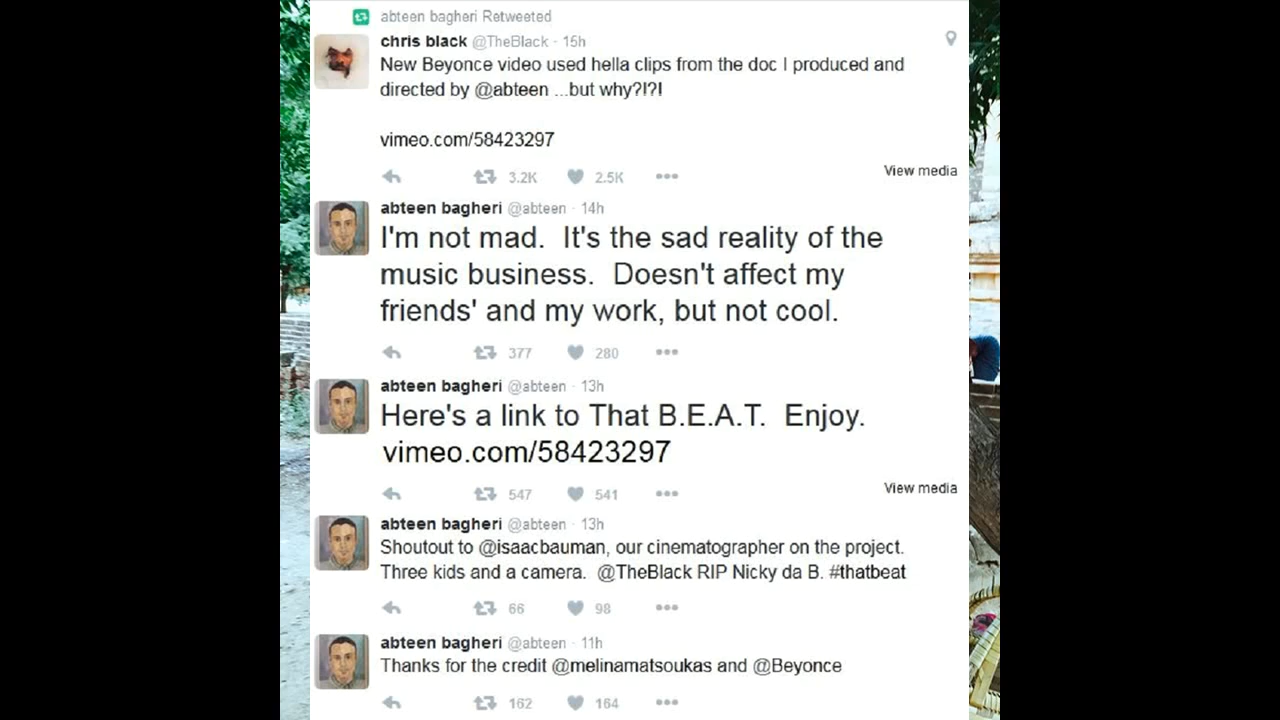 abteen bagheri Retweeted
chris black @TheBlack · 15h
New Beyonce video used hella clips from the doc I produced and
directed by @abteen ...but why?!?!
vimeo.com/58423297
3.2K 2.5K
View media
abteen bagheri @abteen · 14h
I'm not mad. It's the sad reality of the
music business. Doesn't affect my
friends' and my work, but not cool.
377 280
abteen bagheri @abteen · 13h
Here's a link to That B.E.A.T. Enjoy.
vimeo.com/58423297
547 541
View media
abteen bagheri @abteen · 13h
Shoutout to @isaacbauman, our cinematographer on the project.
Three kids and a camera. @TheBlack RIP Nicky da B. #thatbeat
66 98
abteen bagheri @abteen · 11h
Thanks for the credit @melinamatsoukas and @Beyonce
162 164